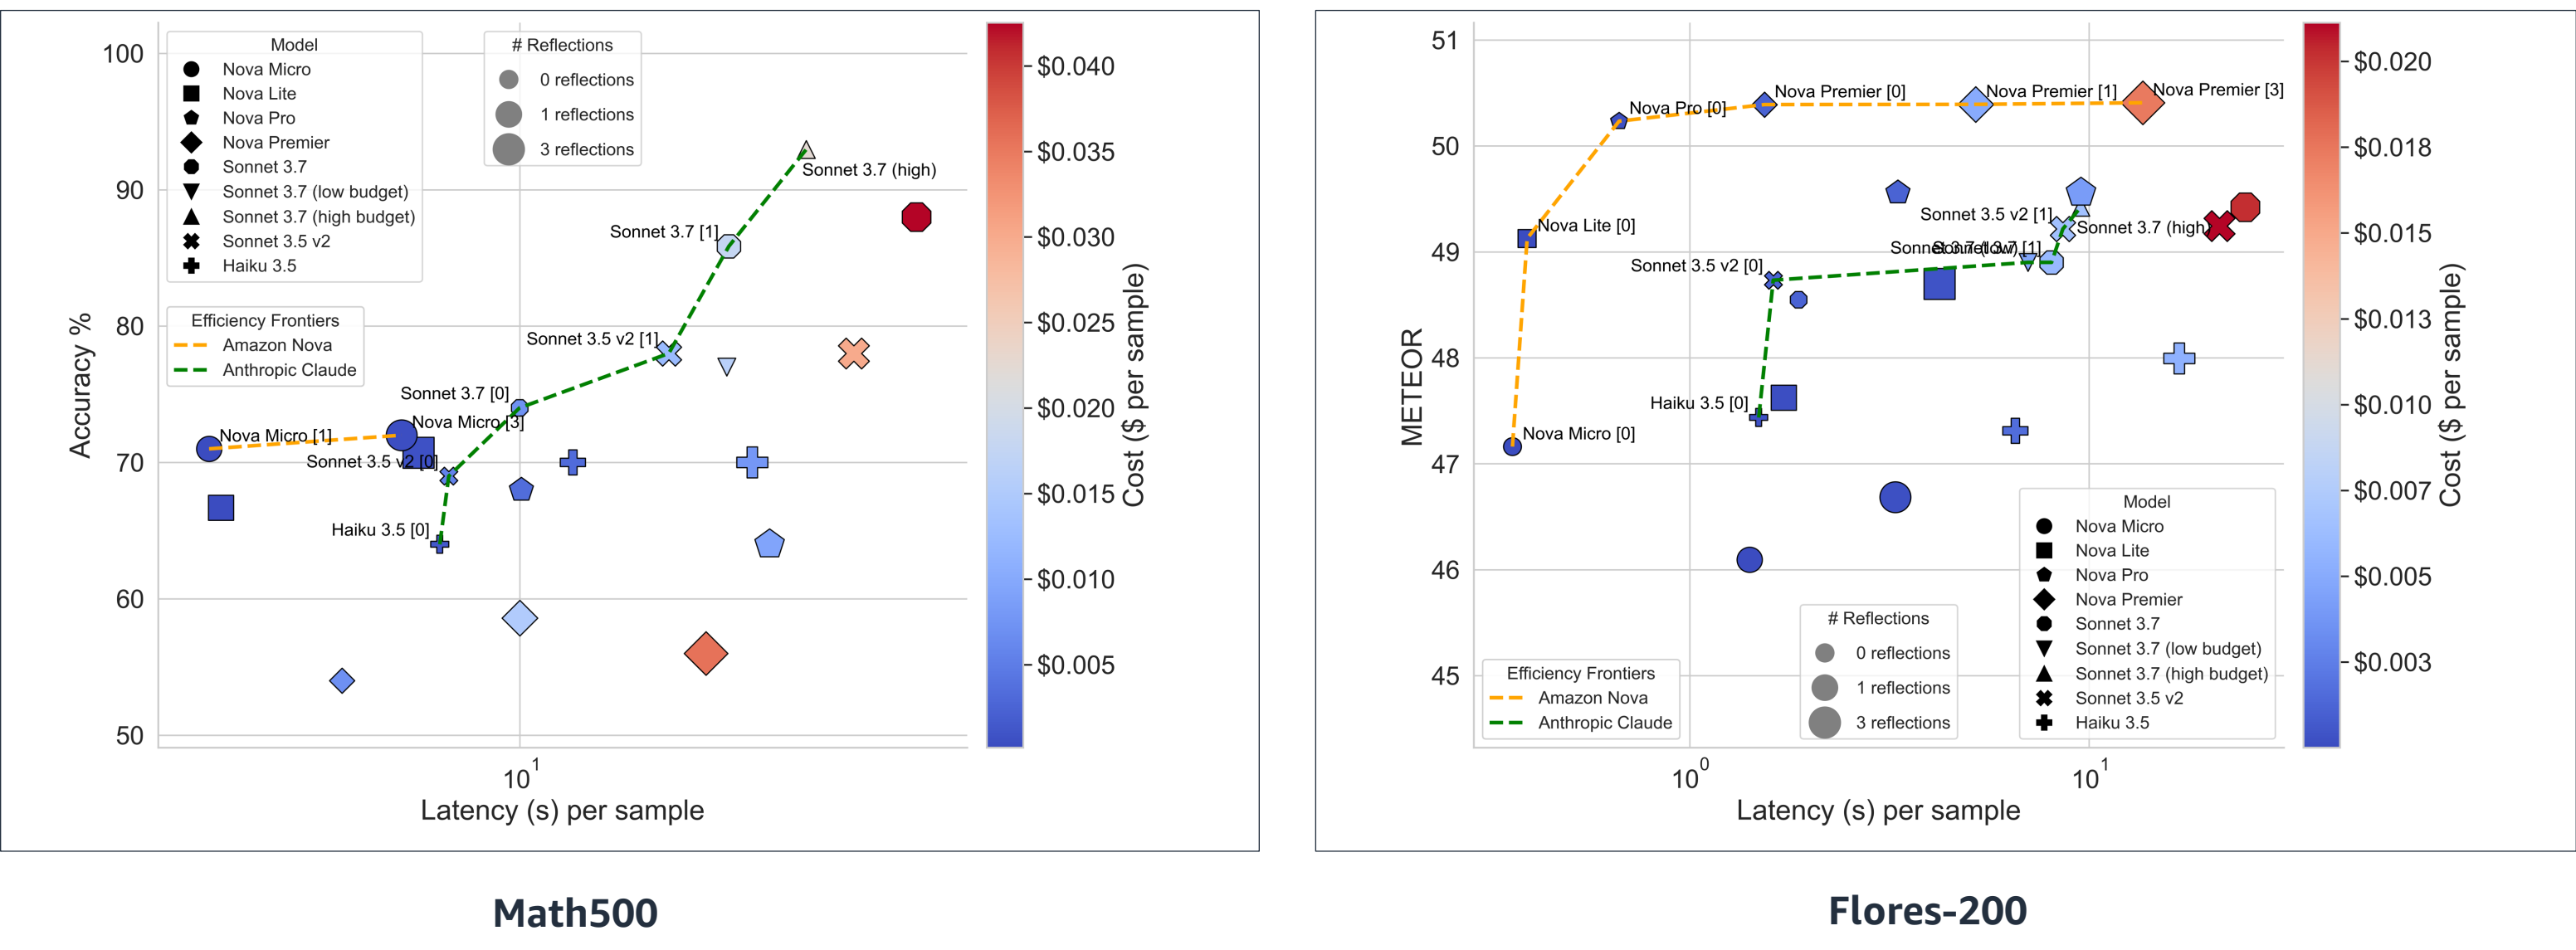 Model
Nova Micro
Nova Lite
Nova Pro
Nova Premier
Sonnet 3.7
Sonnet 3.7 (low budget)
Sonnet 3.7 (high budget)
Sonnet 3.5 v2
Haiku 3.5
# Reflections
0 reflections
1 reflections
3 reflections
Efficiency Frontiers
Amazon Nova
Anthropic Claude
100
90
80
70
60
50
Accuracy %
Sonnet 3.7 (high)
Sonnet 3.7 [1]
Sonnet 3.5 v2 [1]
Sonnet 3.7 [0]
Nova Micro [3]
Nova Micro [1]
Sonnet 3.5 v2 [0]
Haiku 3.5 [0]
10^1
Latency (s) per sample
$0.040
$0.035
$0.030
$0.025
$0.020
$0.015
$0.010
$0.005
Cost ($ per sample)
Math500
51
50
49
48
47
46
45
METEOR
Nova Pro [0]
Nova Premier [0]
Nova Premier [1]
Nova Premier [3]
Nova Lite [0]
Sonnet 3.5 v2 [1]
Sonnet 3.7 (high)
Sonnet 3.7 (low)
Sonnet 3.7 [1]
Sonnet 3.5 v2 [0]
Haiku 3.5 [0]
Nova Micro [0]
Model
Nova Micro
Nova Lite
Nova Pro
Nova Premier
Sonnet 3.7
Sonnet 3.7 (low budget)
Sonnet 3.7 (high budget)
Sonnet 3.5 v2
Haiku 3.5
# Reflections
0 reflections
1 reflections
3 reflections
Efficiency Frontiers
Amazon Nova
Anthropic Claude
10^0
10^1
Latency (s) per sample
$0.020
$0.018
$0.015
$0.013
$0.010
$0.007
$0.005
$0.003
Cost ($ per sample)
Flores-200